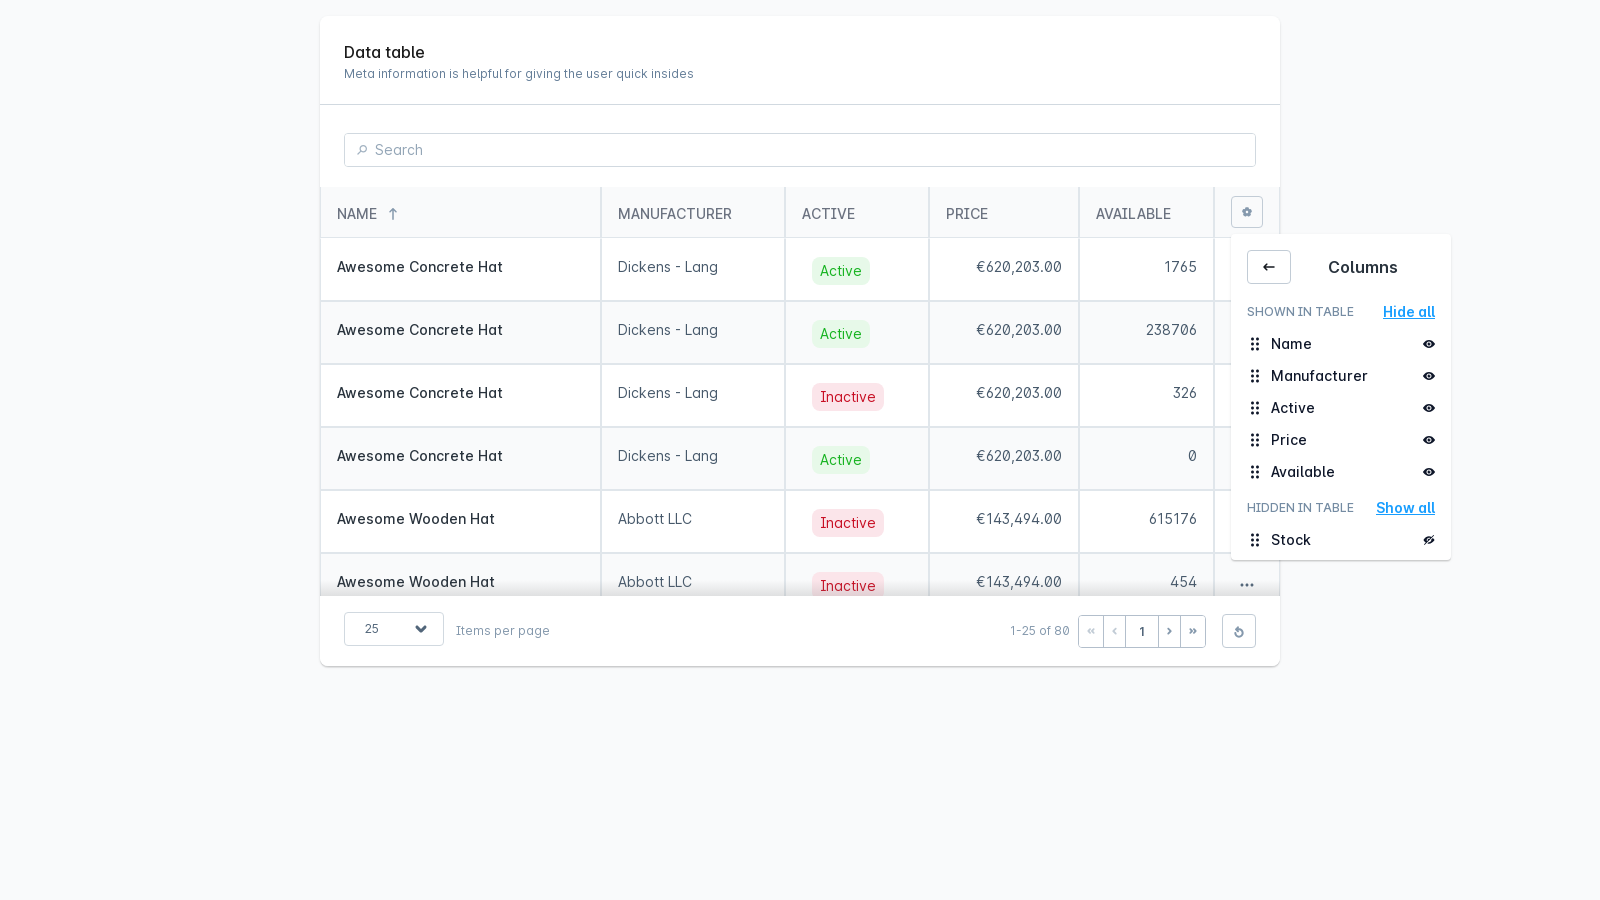 Data table
Meta information is helpful for giving the user quick insides
Search
NAME MANUFACTURER ACTIVE PRICE AVAILABLE
Awesome Concrete Hat Dickens - Lang Active €620,203.00 1765
Awesome Concrete Hat Dickens - Lang Active €620,203.00 238706
Awesome Concrete Hat Dickens - Lang Inactive €620,203.00 326
Awesome Concrete Hat Dickens - Lang Active €620,203.00 0
Awesome Wooden Hat Abbott LLC Inactive €143,494.00 615176
Awesome Wooden Hat Abbott LLC Inactive €143,494.00 454
Columns
SHOWN IN TABLE Hide all
Name
Manufacturer
Active
Price
Available
HIDDEN IN TABLE Show all
Stock
25 Items per page 1-25 of 80 « ‹ 1 › »